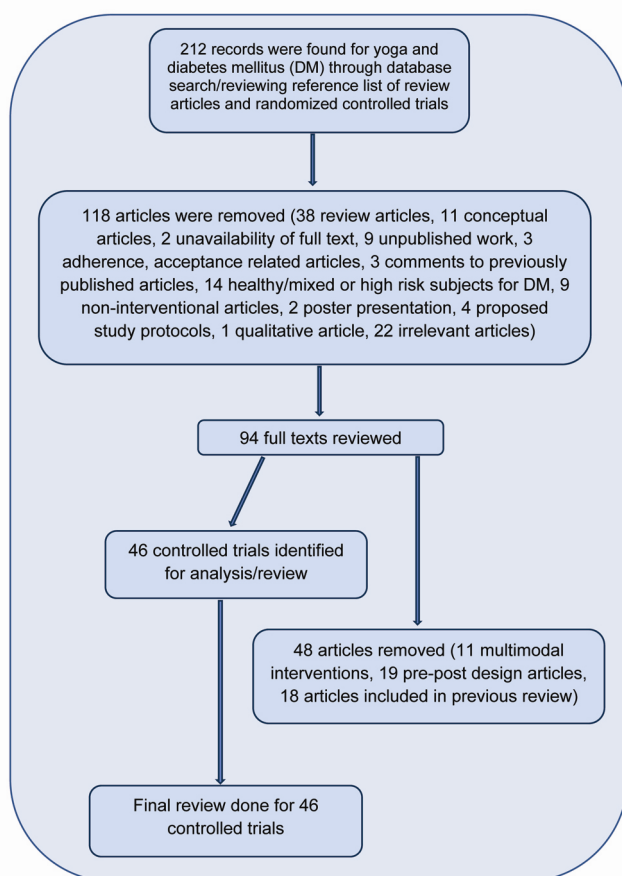 212 records were found for yoga and
diabetes mellitus (DM) through database
search/reviewing reference list of review
articles and randomized controlled trials
118 articles were removed (38 review articles, 11 conceptual
articles, 2 unavailability of full text, 9 unpublished work, 3
adherence, acceptance related articles, 3 comments to previously
published articles, 14 healthy/mixed or high risk subjects for DM, 9
non-interventional articles, 2 poster presentation, 4 proposed
study protocols, 1 qualitative article, 22 irrelevant articles)
94 full texts reviewed
46 controlled trials identified
for analysis/review
48 articles removed (11 multimodal
interventions, 19 pre-post design articles,
18 articles included in previous review)
Final review done for 46
controlled trials